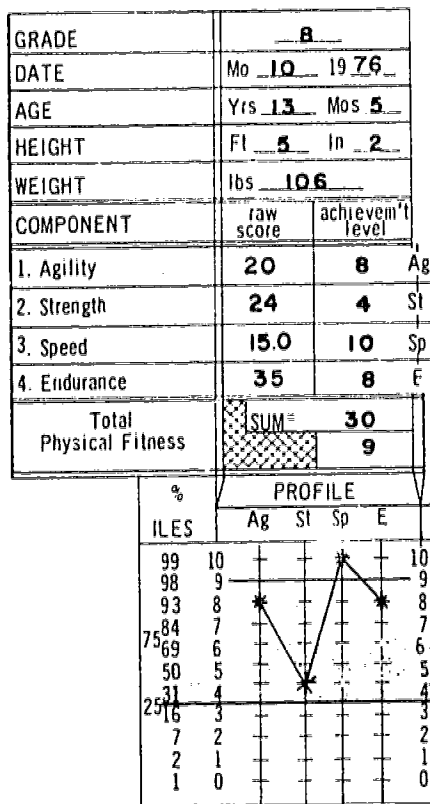 GRADE 8
DATE Mo 10 1976
AGE Yrs 13 Mos 5
HEIGHT Ft 5 In 2
WEIGHT lbs 106
COMPONENT raw score achievem't level
1. Agility 20 8 Ag
2. Strength 24 4 St
3. Speed 15.0 10 Sp
4. Endurance 35 8 E
Total Physical Fitness SUM= 30
9
% ILES PROFILE
Ag St Sp E
99 10 10
98 9 9
93 8 8
84 7 7
75
69 6 6
50 5 5
31 4 4
25
16 3 3
7 2 2
2 1 1
1 0 0